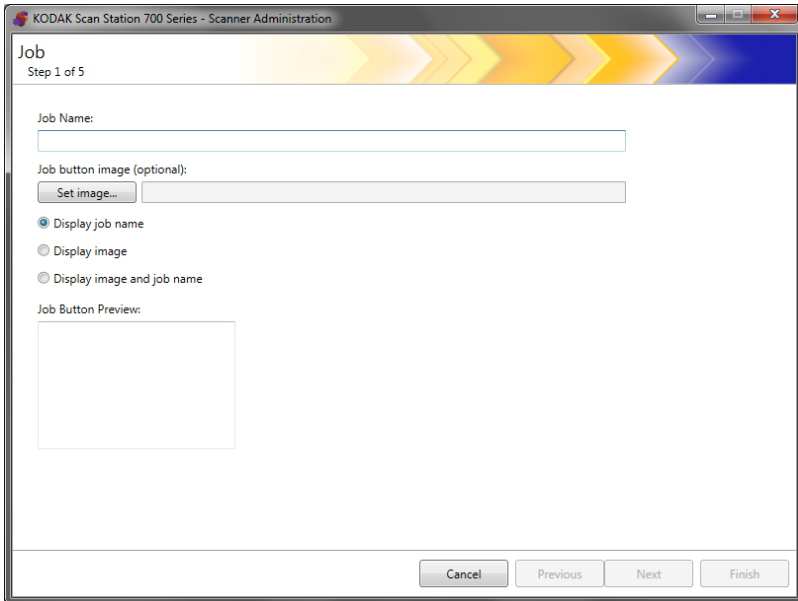 KODAK Scan Station 700 Series - Scanner Administration
Job
Step 1 of 5
Job Name:
Job button image (optional):
Set image...
Display job name
Display image
Display image and job name
Job Button Preview:
Cancel Previous Next Finish